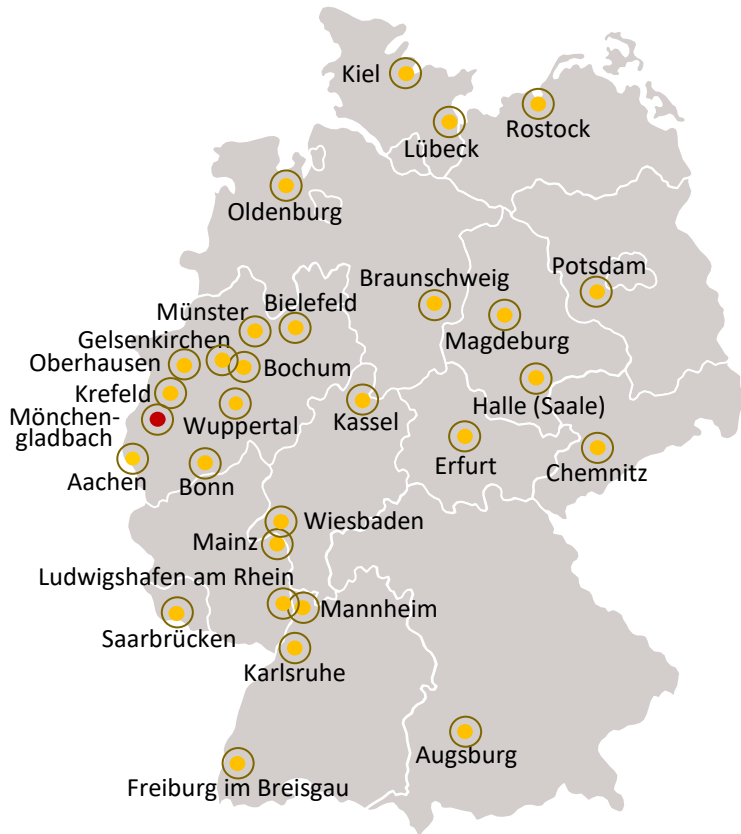 Kiel
Rostock
Lübeck
Oldenburg
Potsdam
Braunschweig
Bielefeld
Münster
Magdeburg
Gelsenkirchen
Oberhausen
Bochum
Krefeld
Halle (Saale)
Mönchen-
gladbach
Wuppertal
Kassel
Erfurt
Chemnitz
Aachen
Bonn
Wiesbaden
Mainz
Ludwigshafen am Rhein
Mannheim
Saarbrücken
Karlsruhe
Augsburg
Freiburg im Breisgau